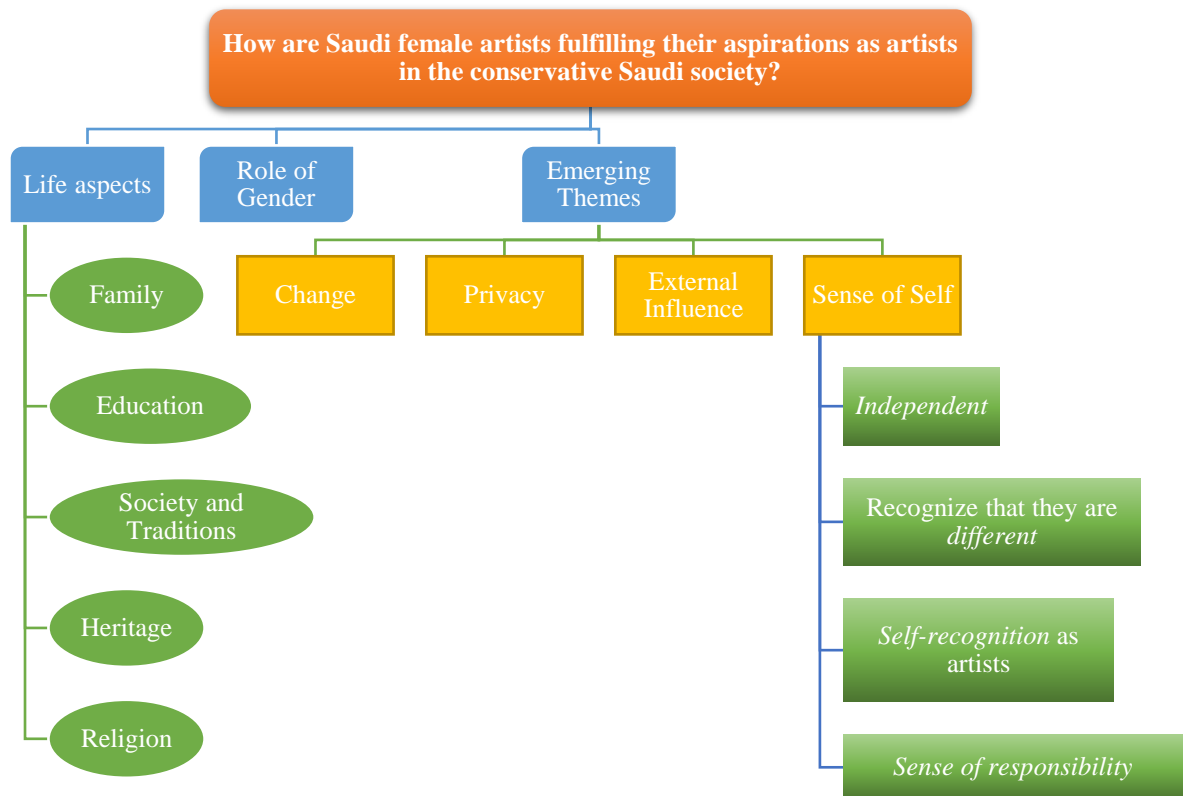 How are Saudi female artists fulfilling their aspirations as artists
in the conservative Saudi society?
Life aspects
Role of
Gender
Emerging
Themes
Family
Education
Society and
Traditions
Heritage
Religion
Change
Privacy
External
Influence
Sense of Self
Independent
Recognize that they are
different
Self-recognition as
artists
Sense of responsibility